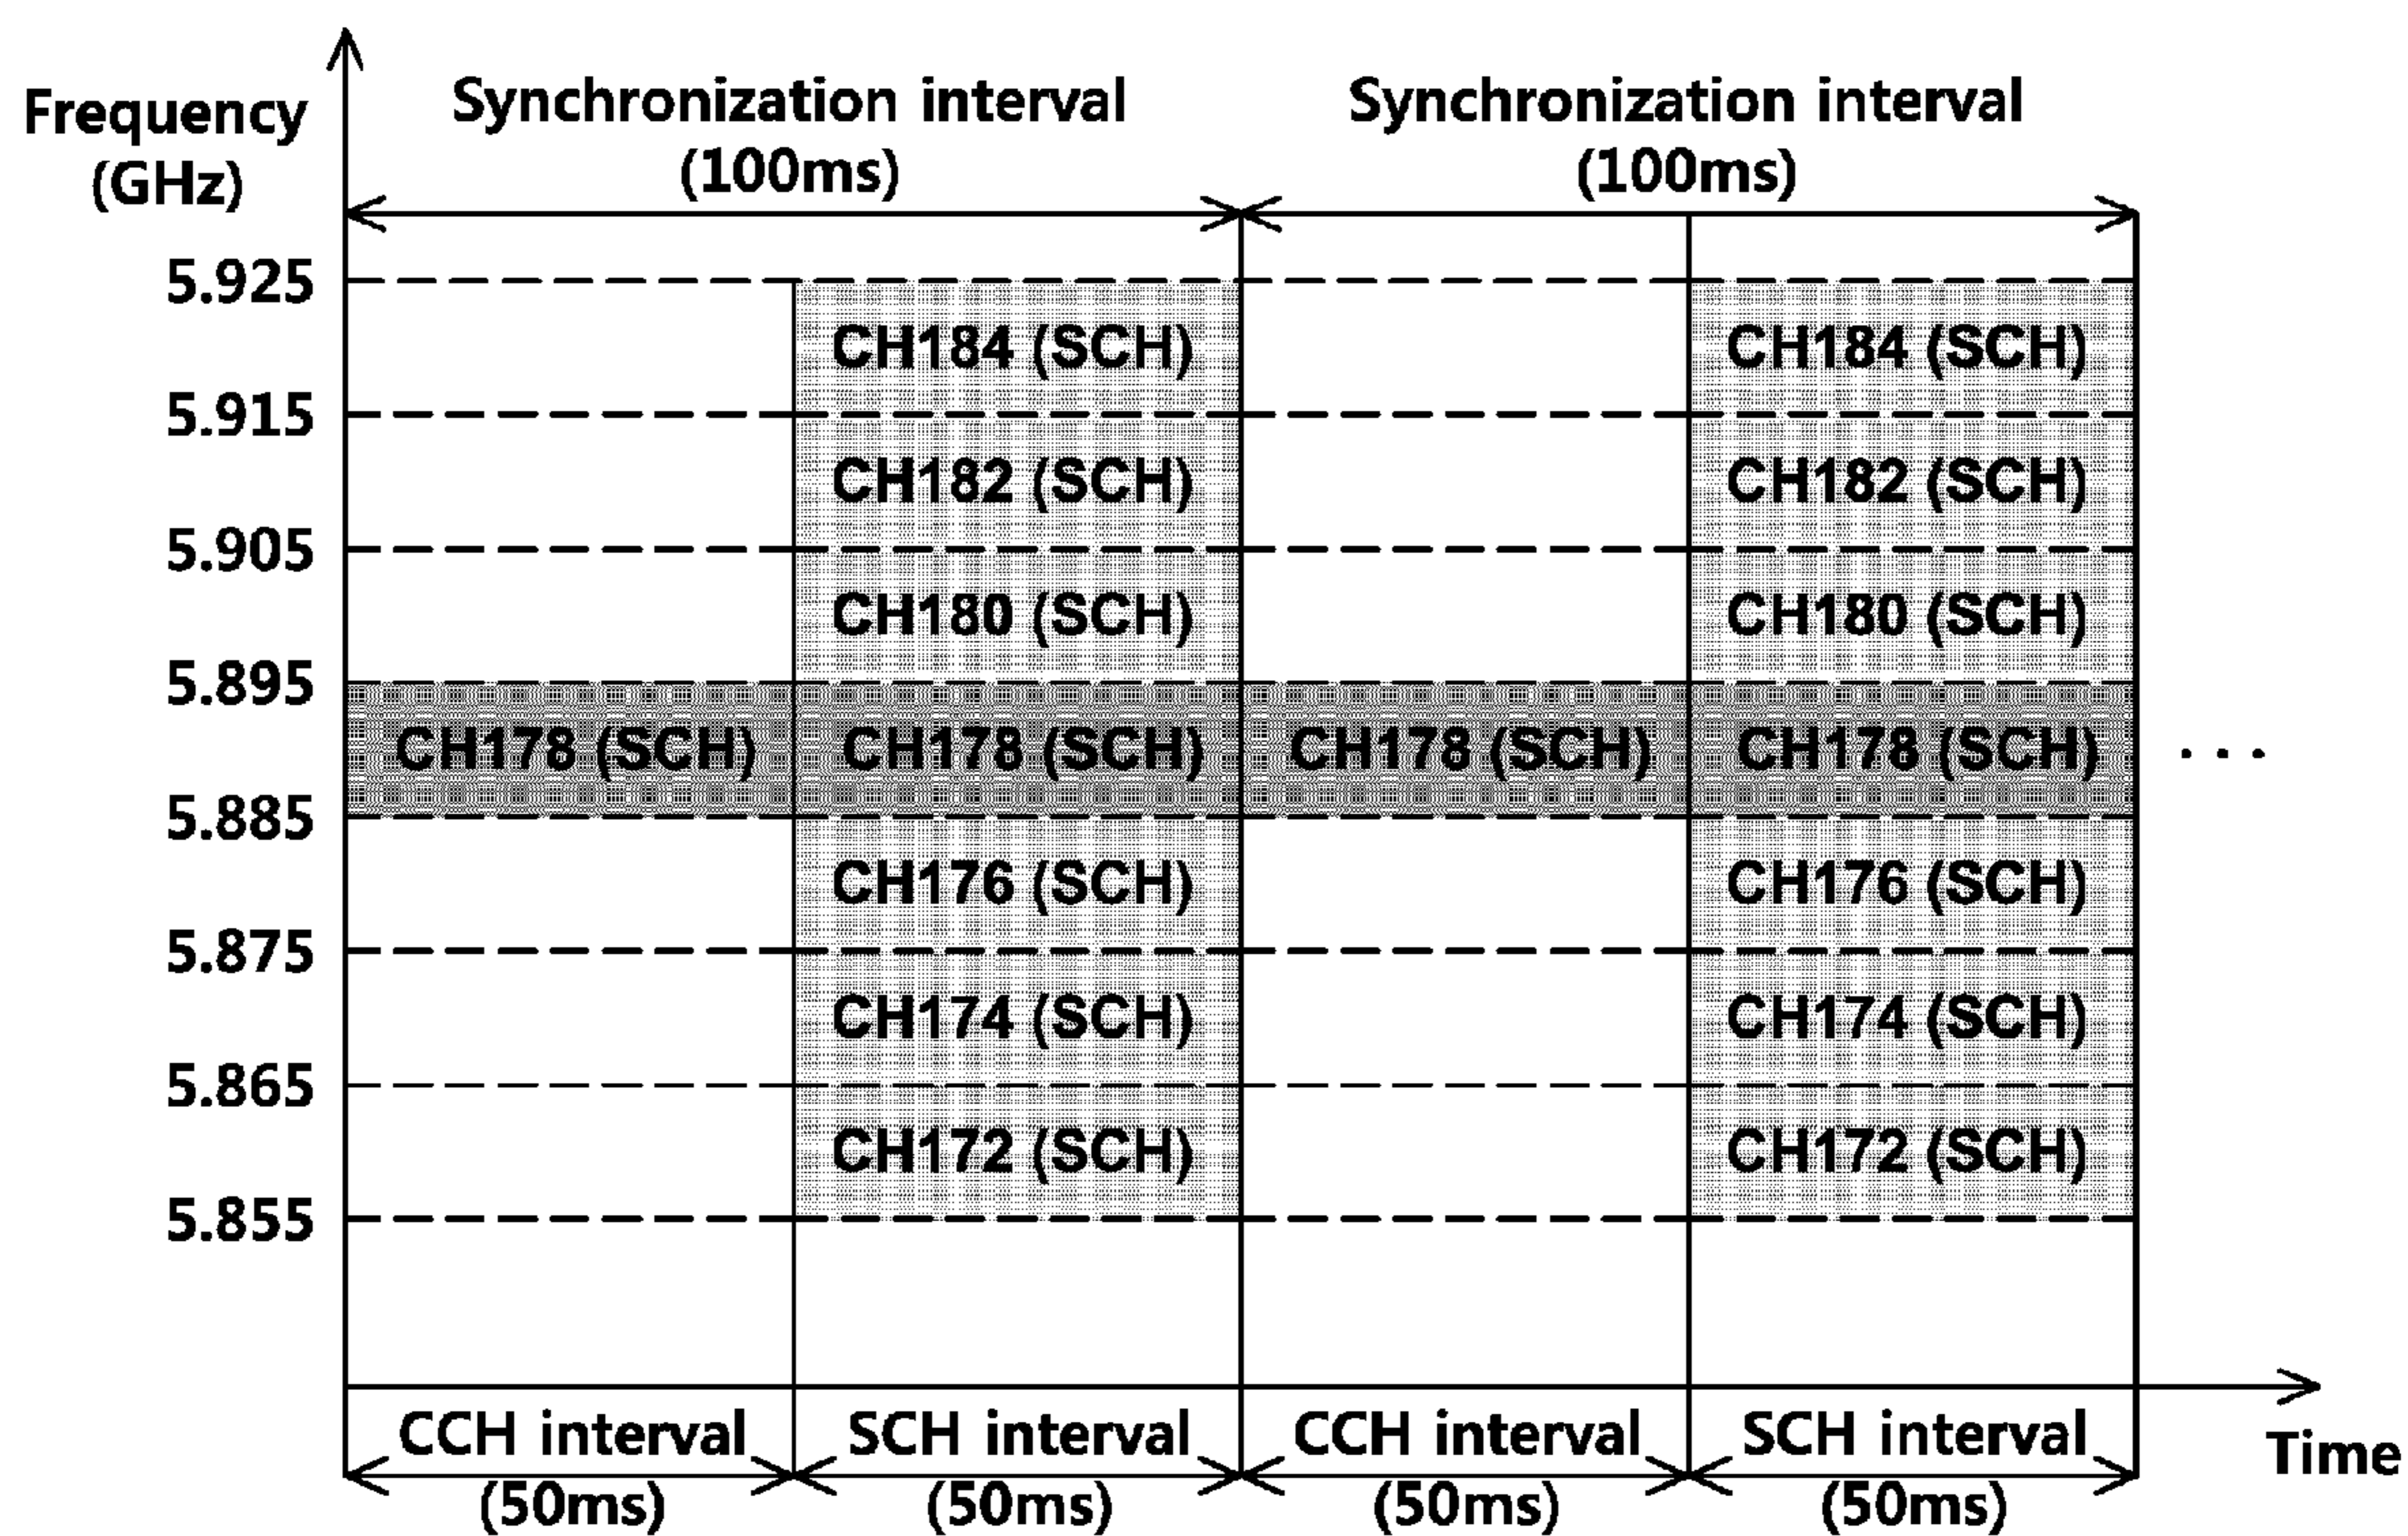 Frequency
(GHz)
Synchronization interval
(100ms)
Synchronization interval
(100ms)
5.925
CH184 (SCH)
CH184 (SCH)
5.915
CH182 (SCH)
CH182 (SCH)
5.905
CH180 (SCH)
CH180 (SCH)
5.895
CH178 (SCH)
CH178 (SCH)
CH178 (SCH)
CH178 (SCH)
...
5.885
CH176 (SCH)
CH176 (SCH)
5.875
CH174 (SCH)
CH174 (SCH)
5.865
CH172 (SCH)
CH172 (SCH)
5.855
CCH interval
(50ms)
SCH interval
(50ms)
CCH interval
(50ms)
SCH interval
(50ms)
Time